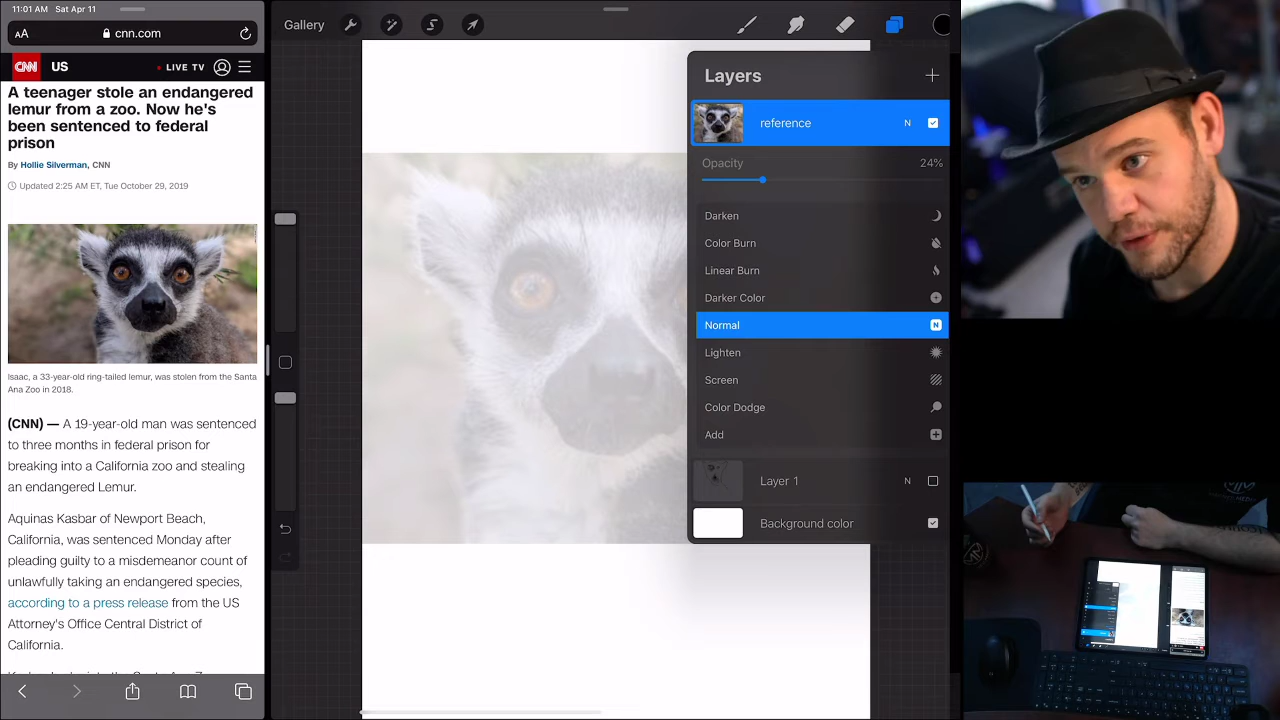 11:01 AM Sat Apr 11
AA cnn.com
CNN US LIVE TV
A teenager stole an endangered
lemur from a zoo. Now he's
been sentenced to federal
prison
By Hollie Silverman, CNN
Updated 2:25 AM ET, Tue October 29, 2019
Isaac, a 33-year-old ring-tailed lemur, was stolen from the Santa
Ana Zoo in 2018.
(CNN) — A 19-year-old man was sentenced
to three months in federal prison for
breaking into a California zoo and stealing
an endangered Lemur.
Aquinas Kasbar of Newport Beach,
California, was sentenced Monday after
pleading guilty to a misdemeanor count of
unlawfully taking an endangered species,
according to a press release from the US
Attorney's Office Central District of
California.
Gallery
Layers
reference N
Opacity 24%
Darken
Color Burn
Linear Burn
Darker Color
Normal N
Lighten
Screen
Color Dodge
Add
Layer 1 N
Background color